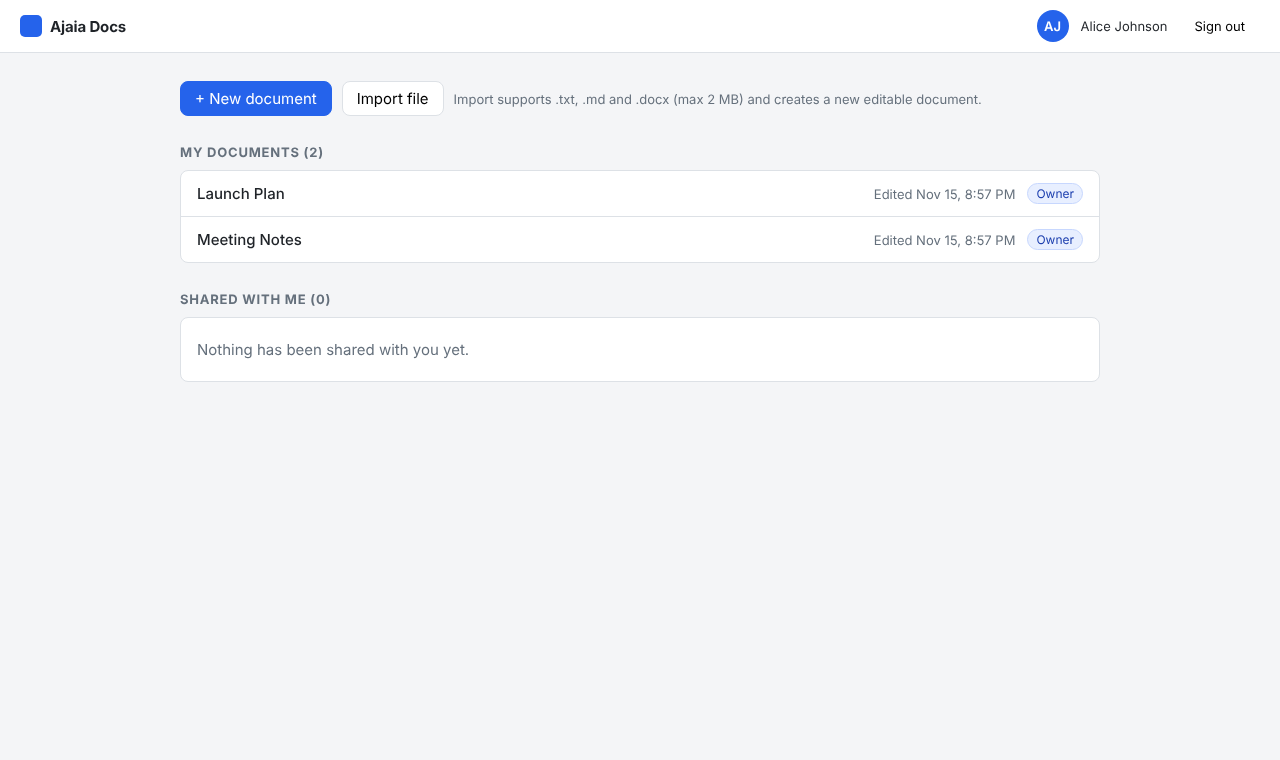 Ajaia Docs
AJ Alice Johnson Sign out
+ New document Import file Import supports .txt, .md and .docx (max 2 MB) and creates a new editable document.
MY DOCUMENTS (2)
Launch Plan Edited Nov 15, 8:57 PM Owner
Meeting Notes Edited Nov 15, 8:57 PM Owner
SHARED WITH ME (0)
Nothing has been shared with you yet.